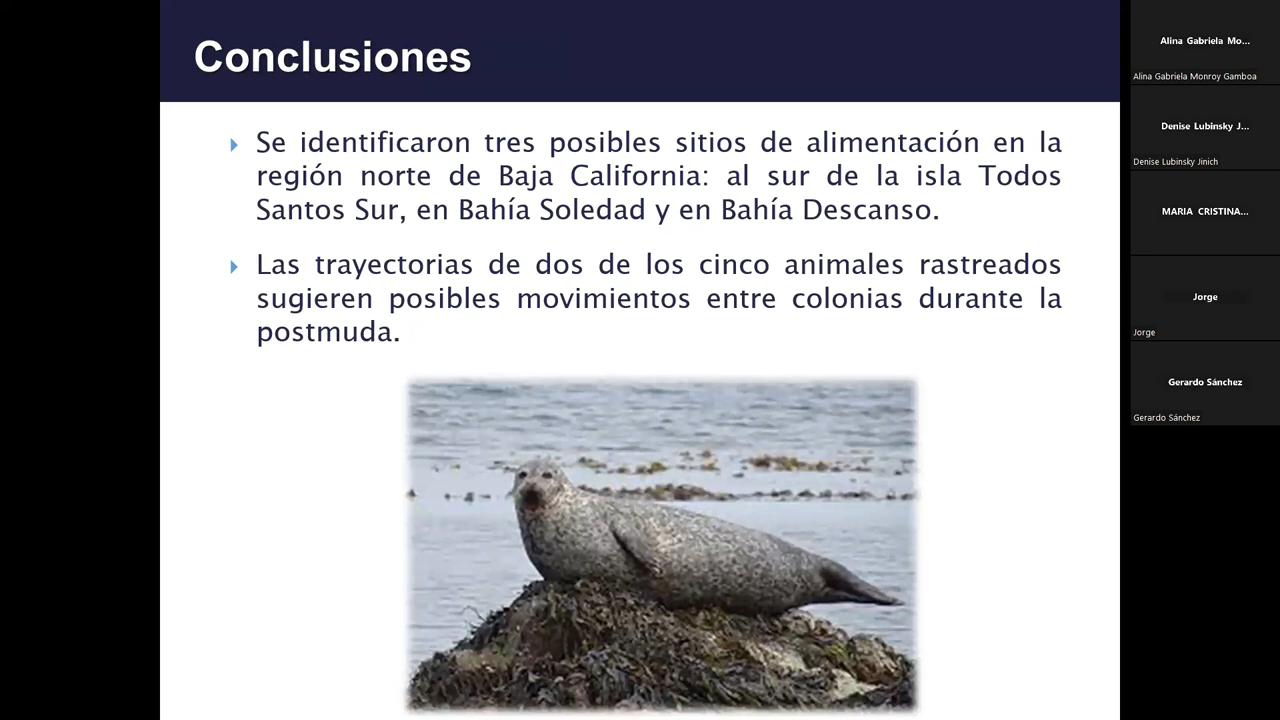 Conclusiones
Se identificaron tres posibles sitios de alimentación en la
región norte de Baja California: al sur de la isla Todos
Santos Sur, en Bahía Soledad y en Bahía Descanso.
Las trayectorias de dos de los cinco animales rastreados
sugieren posibles movimientos entre colonias durante la
postmuda.
Alina Gabriela Mo...
Alina Gabriela Monroy Gamboa
Denise Lubinsky J...
Denise Lubinsky Jinich
MARIA CRISTINA...
Jorge
Jorge
Gerardo Sánchez
Gerardo Sánchez